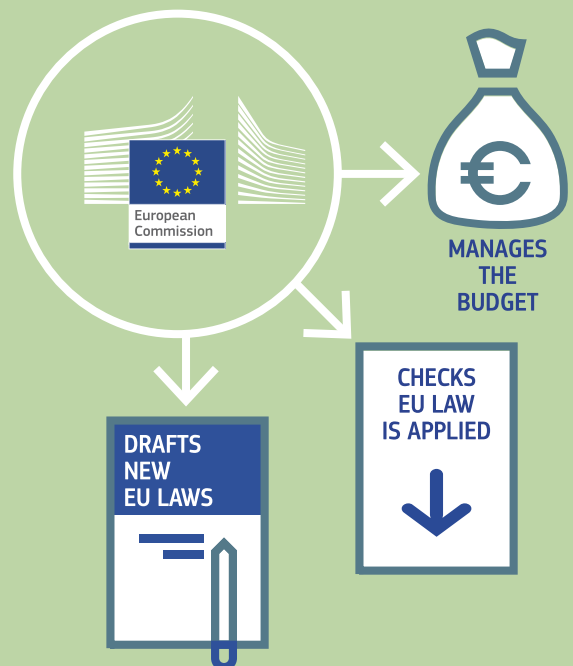 European
Commission
€
MANAGES
THE
BUDGET
CHECKS
EU LAW
IS APPLIED
DRAFTS
NEW
EU LAWS